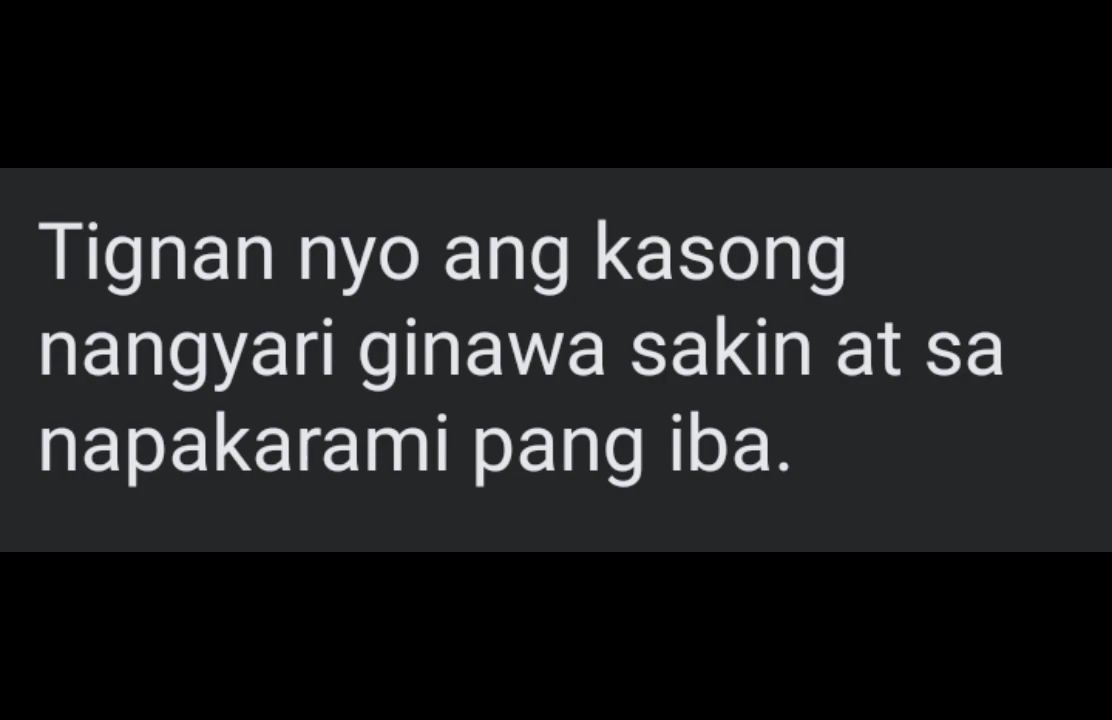 Tignan nyo ang kasong
nangyari ginawa sakin at sa
napakarami pang iba.